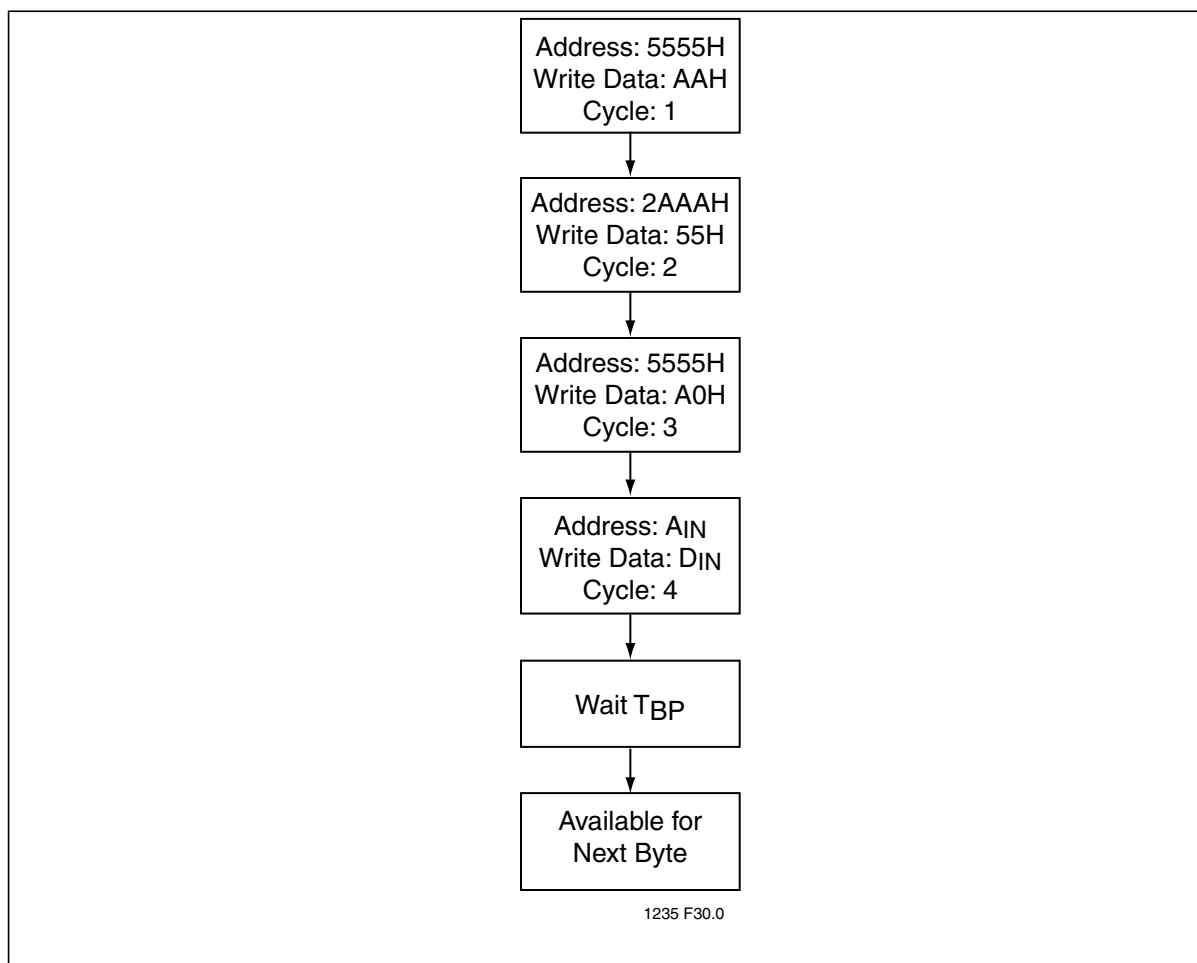 Address: 5555H
Write Data: AAH
Cycle: 1
Address: 2AAAH
Write Data: 55H
Cycle: 2
Address: 5555H
Write Data: A0H
Cycle: 3
Address: AIN
Write Data: DIN
Cycle: 4
Wait TBP
Available for
Next Byte
1235 F30.0